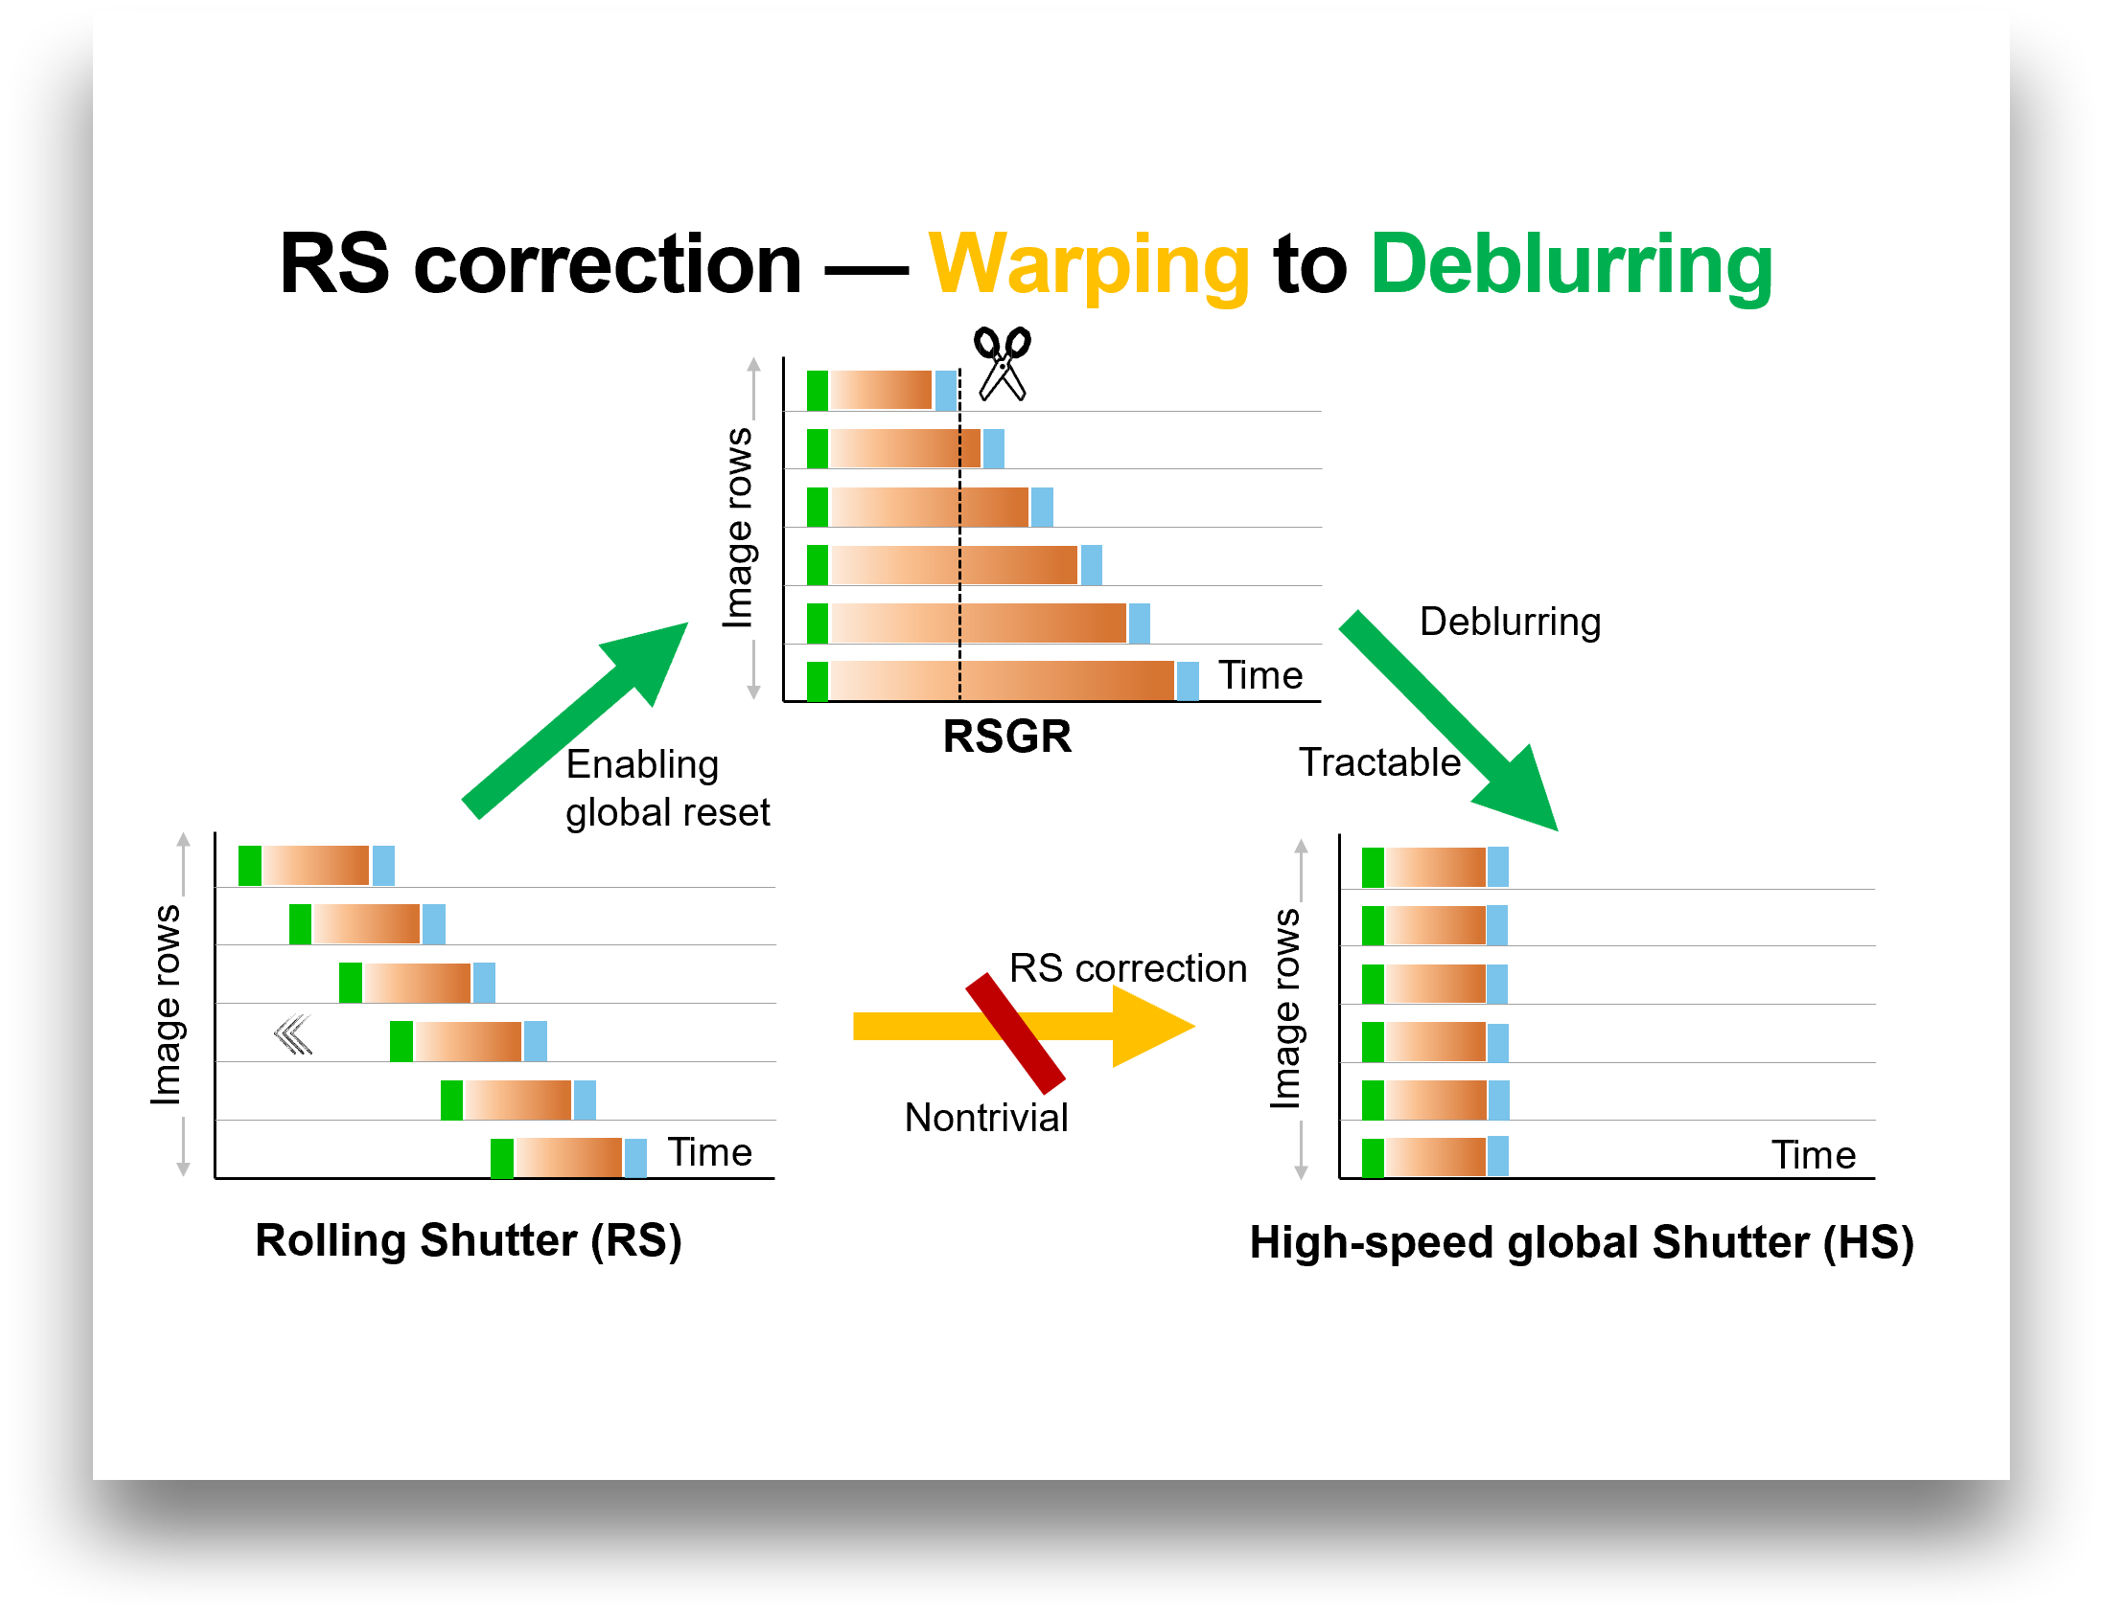 RS correction — Warping to Deblurring
Image rows
Time
RSGR
Deblurring
Tractable
Enabling
global reset
Image rows
Time
Rolling Shutter (RS)
RS correction
Nontrivial
Image rows
Time
High-speed global Shutter (HS)